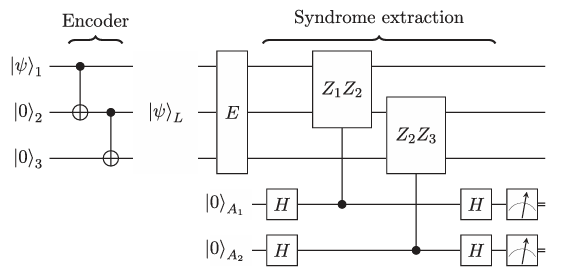 Encoder Syndrome extraction
|ψ⟩₁
Z₁Z₂
|0⟩₂ |ψ⟩_L E
Z₂Z₃
|0⟩₃
|0⟩_{A₁} H H
|0⟩_{A₂} H H